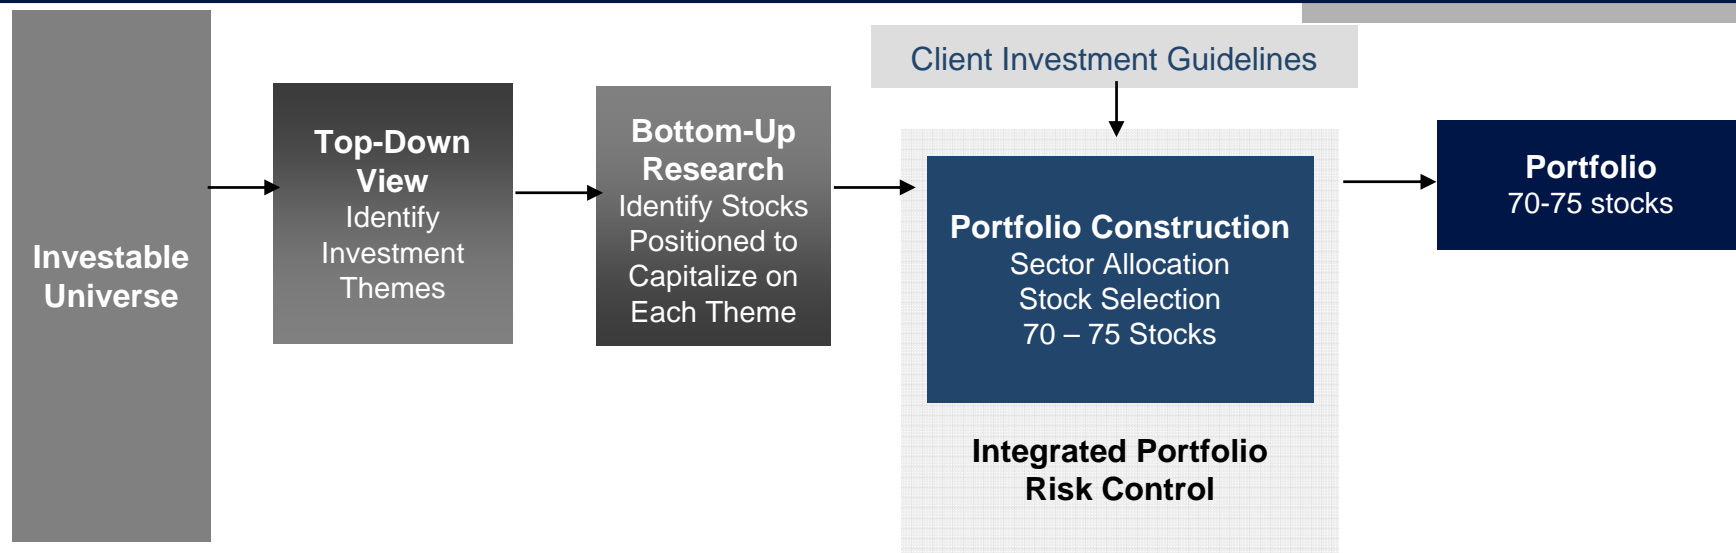 Investable
Universe
Top-Down
View
Identify
Investment
Themes
Bottom-Up
Research
Identify Stocks
Positioned to
Capitalize on
Each Theme
Client Investment Guidelines
Portfolio Construction
Sector Allocation
Stock Selection
70 – 75 Stocks
Integrated Portfolio
Risk Control
Portfolio
70-75 stocks